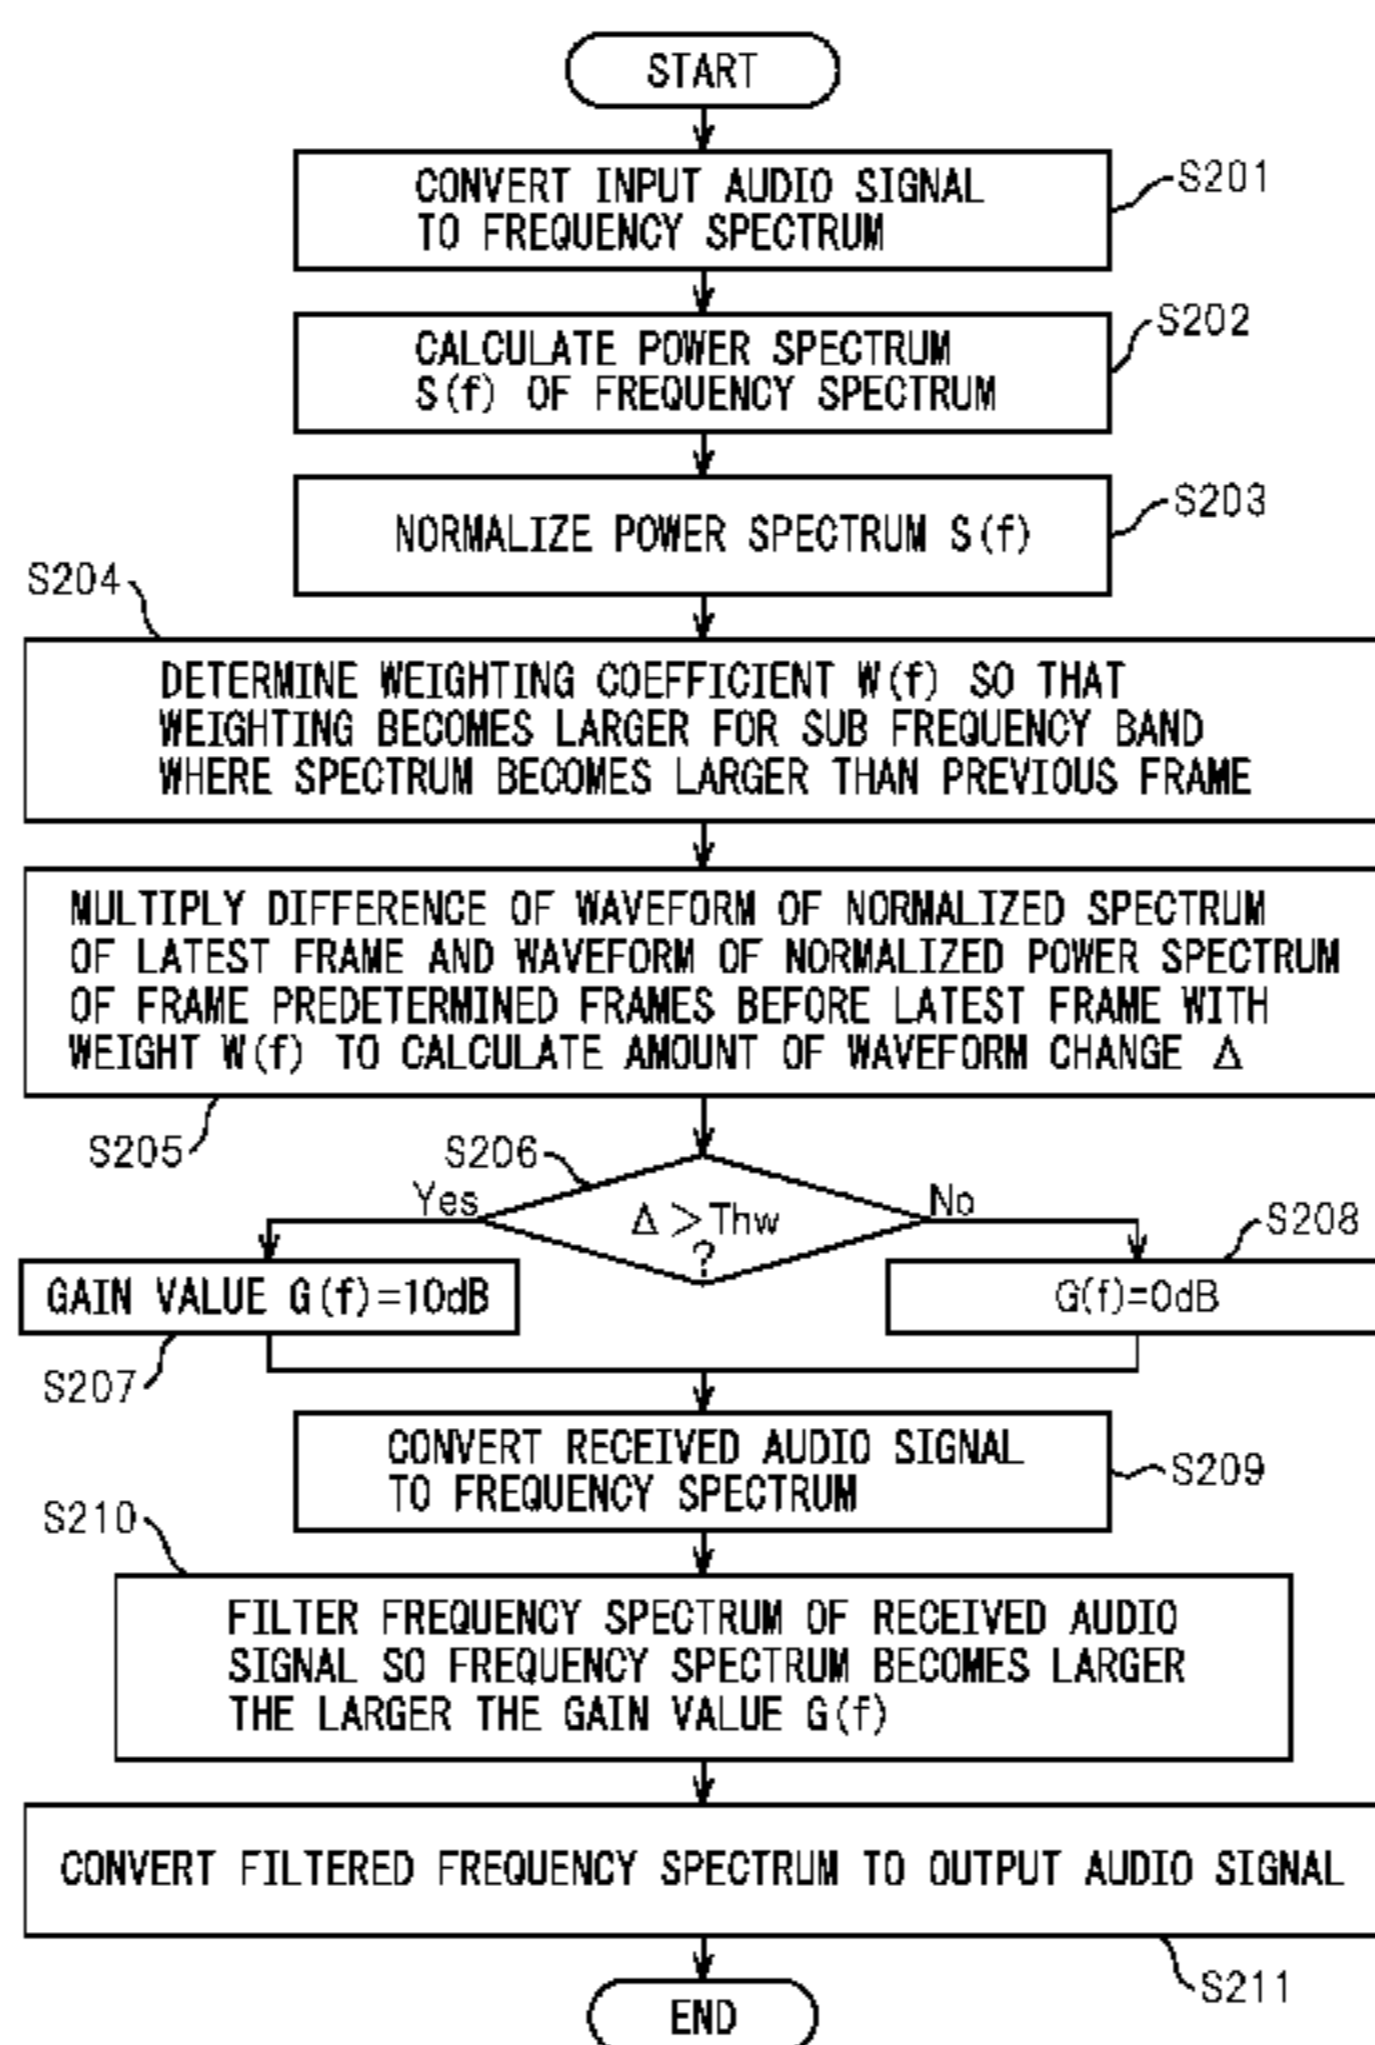 START
CONVERT INPUT AUDIO SIGNAL
TO FREQUENCY SPECTRUM
S201
CALCULATE POWER SPECTRUM
S(f) OF FREQUENCY SPECTRUM
S202
NORMALIZE POWER SPECTRUM S(f)
S203
S204
DETERMINE WEIGHTING COEFFICIENT W(f) SO THAT
WEIGHTING BECOMES LARGER FOR SUB FREQUENCY BAND
WHERE SPECTRUM BECOMES LARGER THAN PREVIOUS FRAME
MULTIPLY DIFFERENCE OF WAVEFORM OF NORMALIZED SPECTRUM
OF LATEST FRAME AND WAVEFORM OF NORMALIZED POWER SPECTRUM
OF FRAME PREDETERMINED FRAMES BEFORE LATEST FRAME WITH
WEIGHT W(f) TO CALCULATE AMOUNT OF WAVEFORM CHANGE Δ
S205
S206
Yes
Δ > Thw
?
No
S208
GAIN VALUE G(f)=10dB
G(f)=0dB
S207
CONVERT RECEIVED AUDIO SIGNAL
TO FREQUENCY SPECTRUM
S209
S210
FILTER FREQUENCY SPECTRUM OF RECEIVED AUDIO
SIGNAL SO FREQUENCY SPECTRUM BECOMES LARGER
THE LARGER THE GAIN VALUE G(f)
CONVERT FILTERED FREQUENCY SPECTRUM TO OUTPUT AUDIO SIGNAL
S211
END